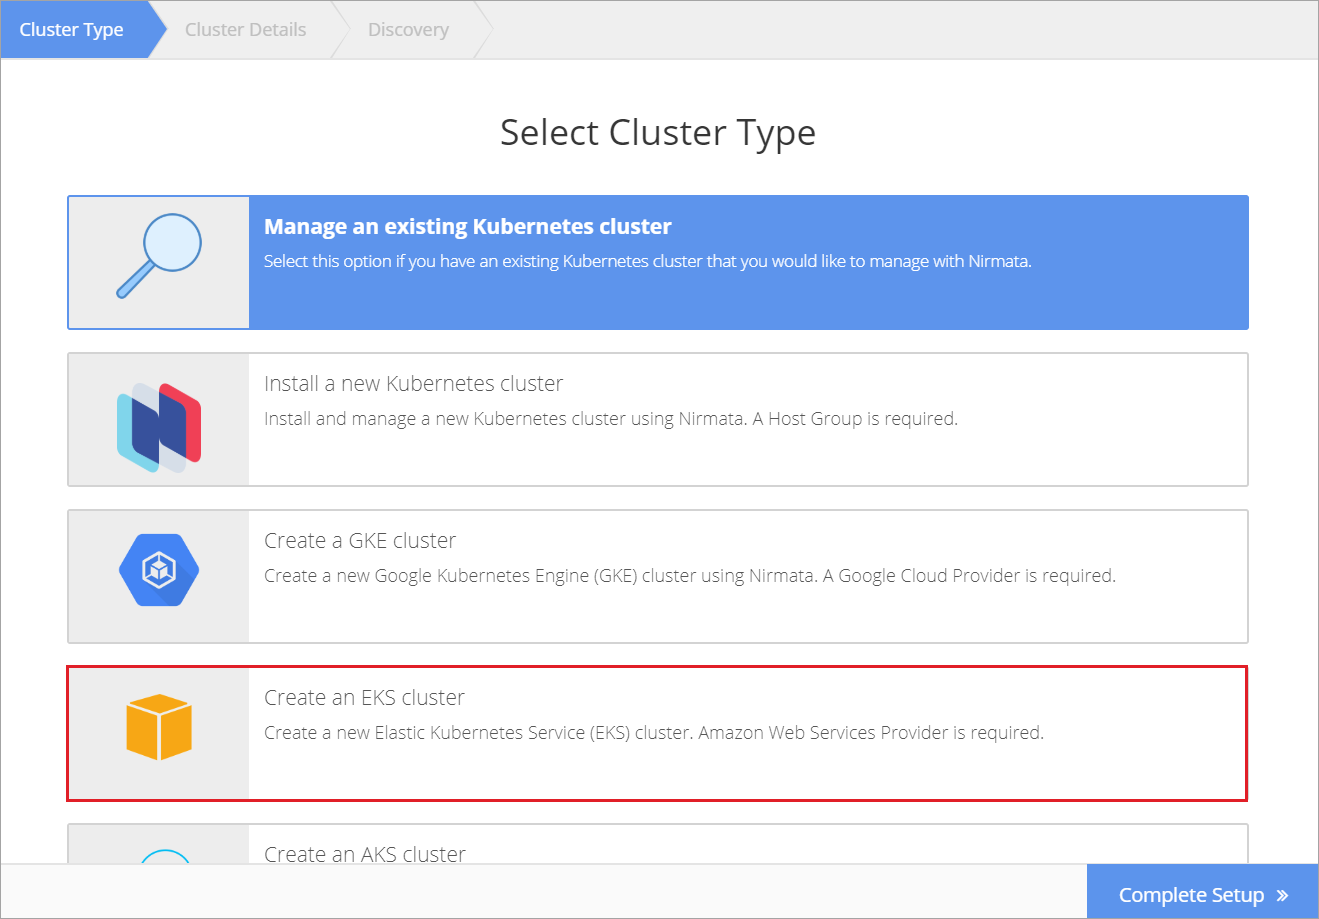 Cluster Type
Cluster Details
Discovery
Select Cluster Type
Manage an existing Kubernetes cluster
Select this option if you have an existing Kubernetes cluster that you would like to manage with Nirmata.
Install a new Kubernetes cluster
Install and manage a new Kubernetes cluster using Nirmata. A Host Group is required.
Create a GKE cluster
Create a new Google Kubernetes Engine (GKE) cluster using Nirmata. A Google Cloud Provider is required.
Create an EKS cluster
Create a new Elastic Kubernetes Service (EKS) cluster. Amazon Web Services Provider is required.
Create an AKS cluster
Complete Setup »